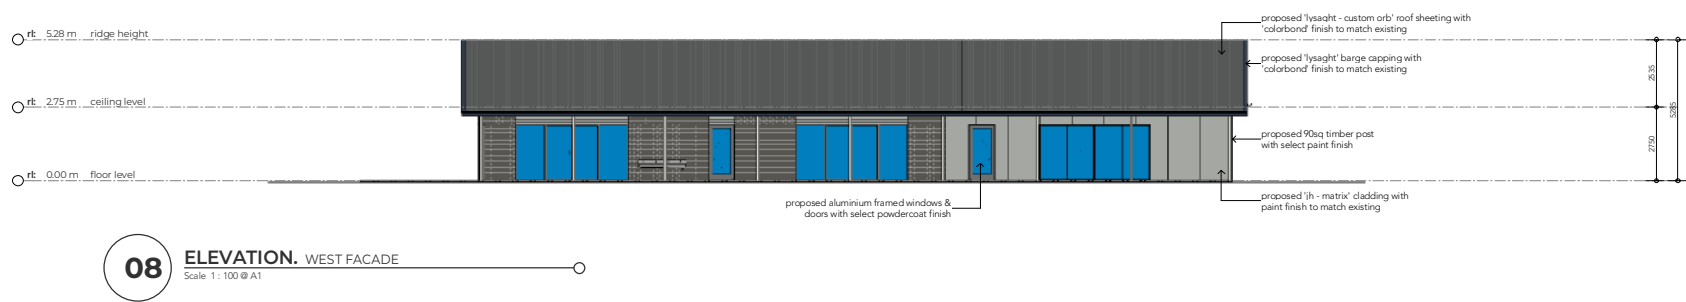 rl: 5.28 m ridge height
proposed 'lysaght - custom orb' roof sheeting with
'colorbond' finish to match existing
proposed 'lysaght' barge capping with
'colorbond' finish to match existing
2535
rl: 2.75 m ceiling level
5285
proposed 90sq timber post
with select paint finish
2750
rl: 0.00 m floor level
proposed 'jh - matrix' cladding with
paint finish to match existing
proposed aluminium framed windows &
doors with select powdercoat finish
08
ELEVATION. WEST FACADE
Scale 1 : 100 @ A1